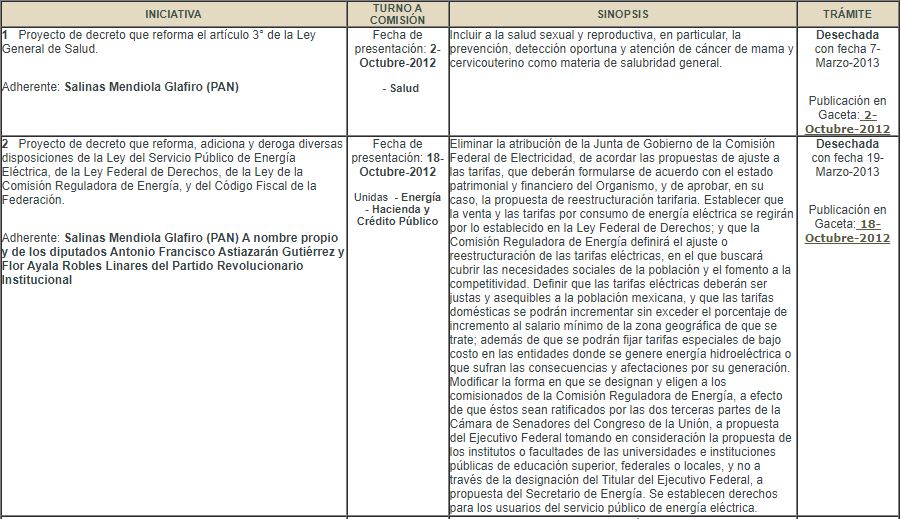 INICIATIVA
TURNO A
COMISIÓN
SINOPSIS
TRÁMITE
1 Proyecto de decreto que reforma el artículo 3° de la Ley
General de Salud.
Adherente: Salinas Mendiola Glafiro (PAN)
Fecha de
presentación: 2-
Octubre-2012
- Salud
Incluir a la salud sexual y reproductiva, en particular, la
prevención, detección oportuna y atención de cáncer de mama y
cervicouterino como materia de salubridad general.
Desechada
con fecha 7-
Marzo-2013
Publicación en
Gaceta: 2-
Octubre-2012
2 Proyecto de decreto que reforma, adiciona y deroga diversas
disposiciones de la Ley del Servicio Público de Energía
Eléctrica, de la Ley Federal de Derechos, de la Ley de la
Comisión Reguladora de Energía, y del Código Fiscal de la
Federación.
Adherente: Salinas Mendiola Glafiro (PAN) A nombre propio
y de los diputados Antonio Francisco Astiazarán Gutiérrez y
Flor Ayala Robles Linares del Partido Revolucionario
Institucional
Fecha de
presentación: 18-
Octubre-2012
Unidas - Energía
- Hacienda y
Crédito Público
Eliminar la atribución de la Junta de Gobierno de la Comisión
Federal de Electricidad, de acordar las propuestas de ajuste a
las tarifas, que deberán formularse de acuerdo con el estado
patrimonial y financiero del Organismo, y de aprobar, en su
caso, la propuesta de reestructuración tarifaria. Establecer que
la venta y las tarifas por consumo de energía eléctrica se regirán
por lo establecido en la Ley Federal de Derechos; y que la
Comisión Reguladora de Energía definirá el ajuste o
reestructuración de las tarifas eléctricas, en el que buscará
cubrir las necesidades sociales de la población y el fomento a la
competitividad. Definir que las tarifas eléctricas deberán ser
justas y asequibles a la población mexicana, y que las tarifas
domésticas se podrán incrementar sin exceder el porcentaje de
incremento al salario mínimo de la zona geográfica de que se
trate; además de que se podrán fijar tarifas especiales de bajo
costo en las entidades donde se genere energía hidroeléctrica o
que sufran las consecuencias y afectaciones por su generación.
Modificar la forma en que se designan y eligen a los
comisionados de la Comisión Reguladora de Energía, a efecto
de que éstos sean ratificados por las dos terceras partes de la
Cámara de Senadores del Congreso de la Unión, a propuesta
del Ejecutivo Federal tomando en consideración la propuesta de
los institutos o facultades de las universidades e instituciones
públicas de educación superior, federales o locales, y no a
través de la designación del Titular del Ejecutivo Federal, a
propuesta del Secretario de Energía. Se establecen derechos
para los usuarios del servicio público de energía eléctrica.
Desechada
con fecha 19-
Marzo-2013
Publicación en
Gaceta: 18-
Octubre-2012